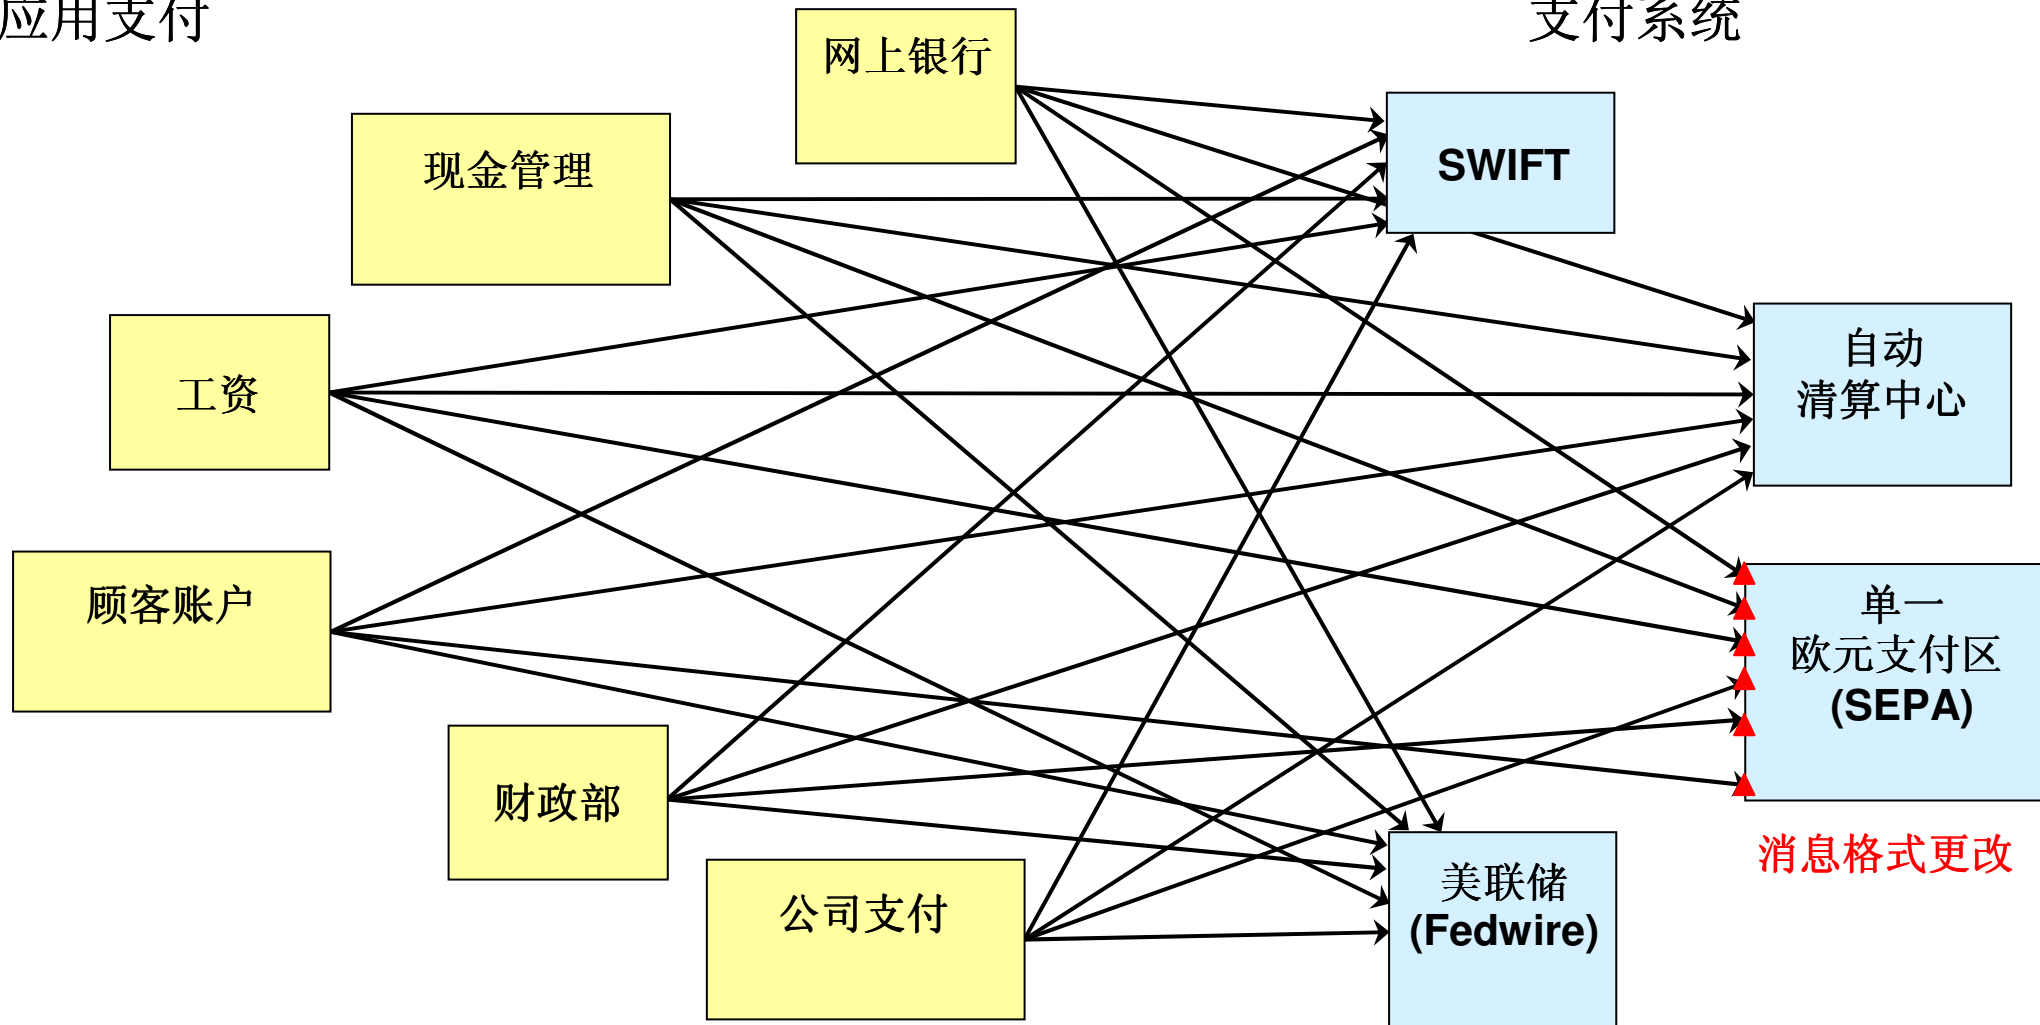 应用支付
支付系统
网上银行
现金管理
SWIFT
工资
自动
清算中心
顾客账户
单一
欧元支付区
(SEPA)
财政部
消息格式更改
公司支付
美联储
(Fedwire)